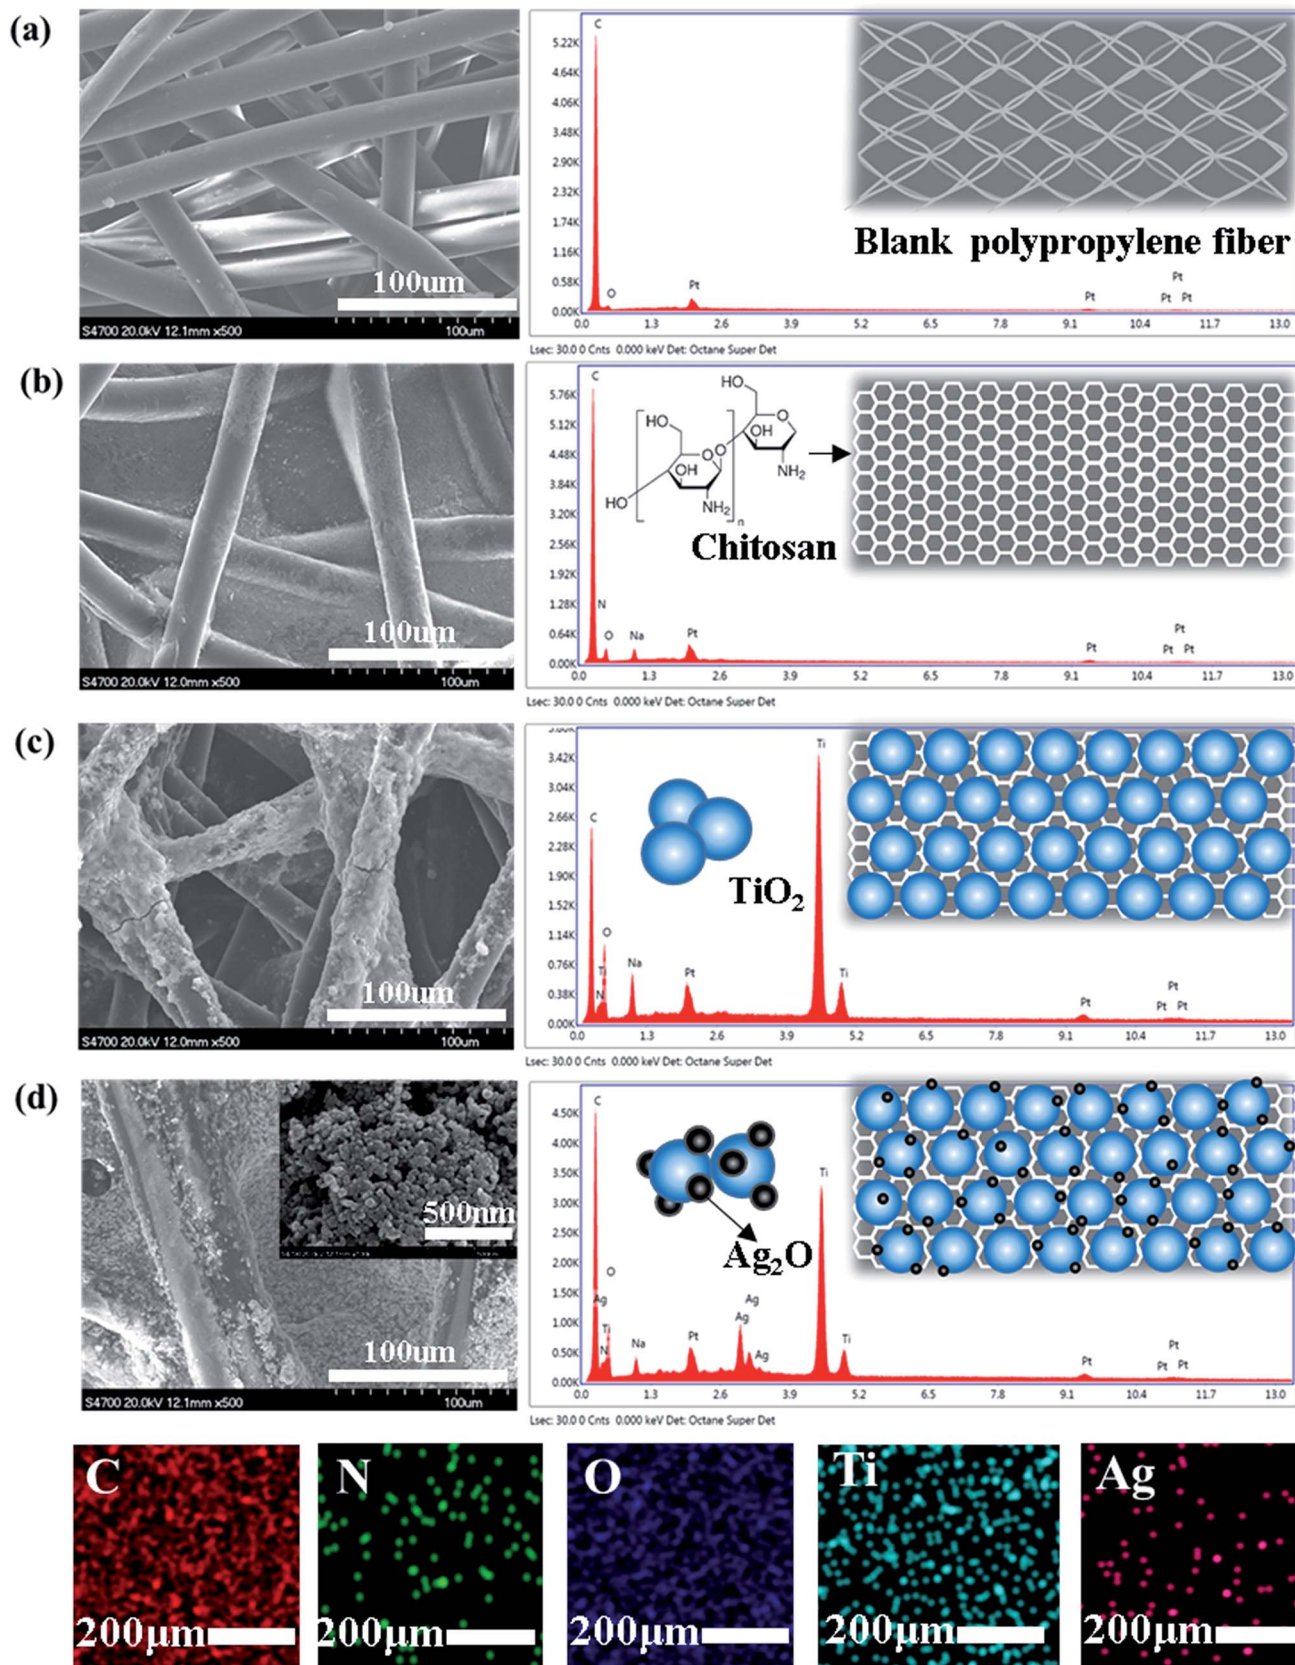 (a)
100um
S4700 20.0kV 12.1mm x500
100um
5.22K
4.64K
4.06K
3.48K
2.90K
2.32K
1.74K
1.16K
0.58K
0.00K
C
O
Pt
Pt
Pt
Pt
Pt
0.0
1.3
2.6
3.9
5.2
6.5
7.8
9.1
10.4
11.7
13.0
Blank polypropylene fiber
Lsec: 30.0 0 Cnts 0.000 keV Det: Octane Super Det
(b)
100um
S4700 20.0kV 12.0mm x500
100um
5.76K
5.12K
4.48K
3.84K
3.20K
2.56K
1.92K
1.28K
0.64K
0.00K
C
N
O
Na
Pt
Pt
Pt
Pt
Pt
HO
HO
O
OH
O
O
OH
NH2
HO
NH2
n
Chitosan
0.0
1.3
2.6
3.9
5.2
6.5
7.8
9.1
10.4
11.7
13.0
Lsec: 30.0 0 Cnts 0.000 keV Det: Octane Super Det
(c)
100um
S4700 20.0kV 12.0mm x500
100um
3.42K
3.04K
2.66K
2.28K
1.90K
1.52K
1.14K
0.76K
0.38K
0.00K
C
O
Ti
N
Na
Pt
Ti
Ti
Pt
Pt
Pt
Pt
TiO2
0.0
1.3
2.6
3.9
5.2
6.5
7.8
9.1
10.4
11.7
13.0
Lsec: 30.0 0 Cnts 0.000 keV Det: Octane Super Det
(d)
500nm
100um
S4700 20.0kV 12.1mm x500
100um
4.50K
4.00K
3.50K
3.00K
2.50K
2.00K
1.50K
1.00K
0.50K
0.00K
C
O
Ag
Ti
N
Na
Pt
Ag
Ag
Ag
Ti
Ti
Pt
Pt
Pt
Pt
Ag2O
0.0
1.3
2.6
3.9
5.2
6.5
7.8
9.1
10.4
11.7
13.0
Lsec: 30.0 0 Cnts 0.000 keV Det: Octane Super Det
C
200μm
N
200μm
O
200μm
Ti
200μm
Ag
200μm